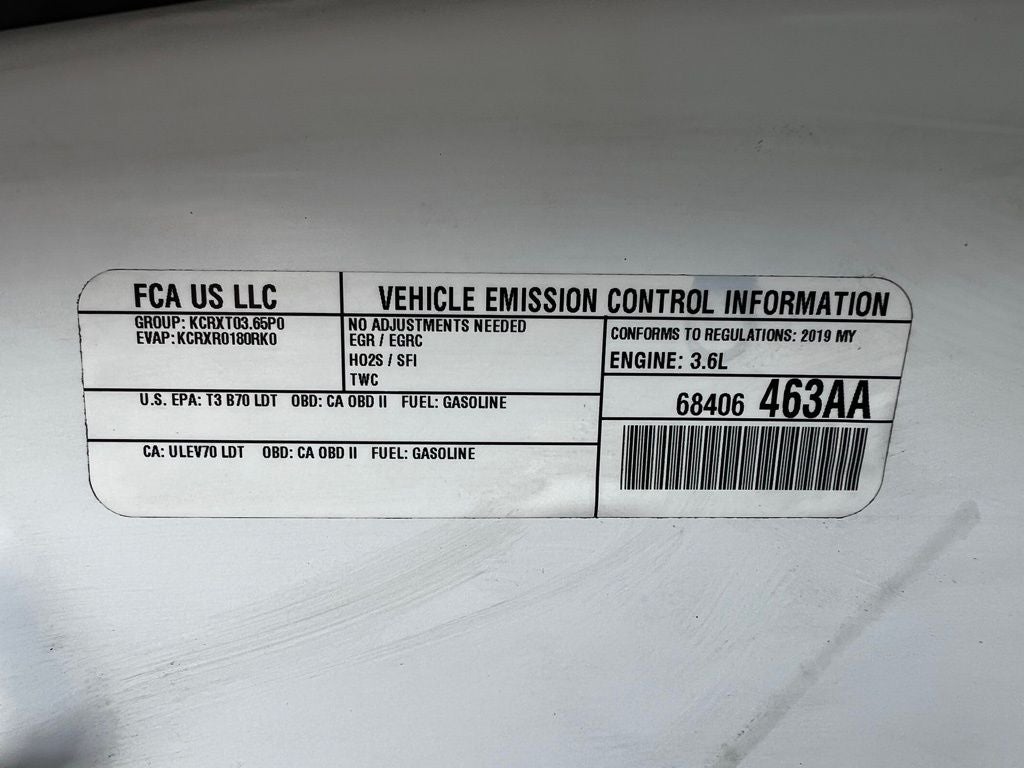 FCA US LLC
VEHICLE EMISSION CONTROL INFORMATION
GROUP: KCRXT03.65P0
EVAP: KCRXR0180RK0
NO ADJUSTMENTS NEEDED
EGR / EGRC
HO2S / SFI
TWC
CONFORMS TO REGULATIONS: 2019 MY
ENGINE: 3.6L
U.S. EPA: T3 B70 LDT OBD: CA OBD II FUEL: GASOLINE
68406 463AA
CA: ULEV70 LDT OBD: CA OBD II FUEL: GASOLINE